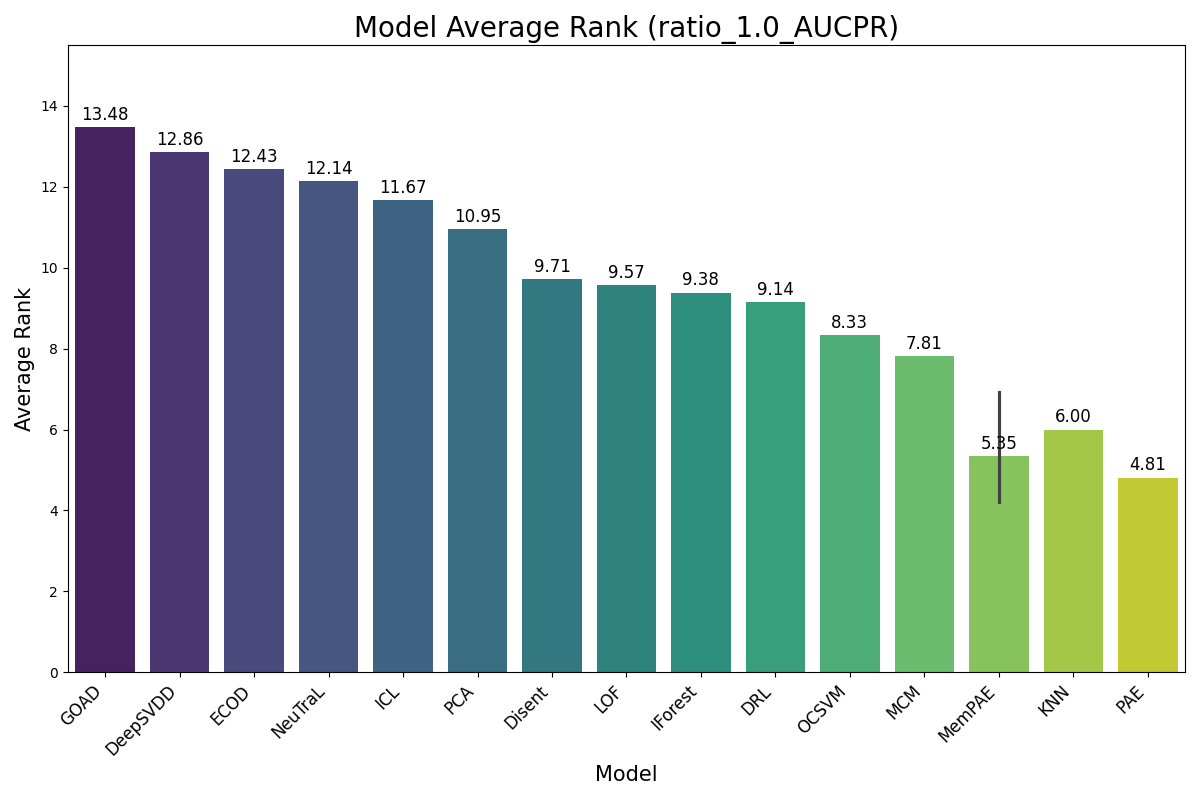 Model Average Rank (ratio_1.0_AUCPR)
Average Rank
14
12
10
8
6
4
2
0
13.48
12.86
12.43
12.14
11.67
10.95
9.71
9.57
9.38
9.14
8.33
7.81
5.35
6.00
4.81
GOAD
DeepSVDD
ECOD
NeuTraL
ICL
PCA
Disent
LOF
IForest
DRL
OCSVM
MCM
MemPAE
KNN
PAE
Model